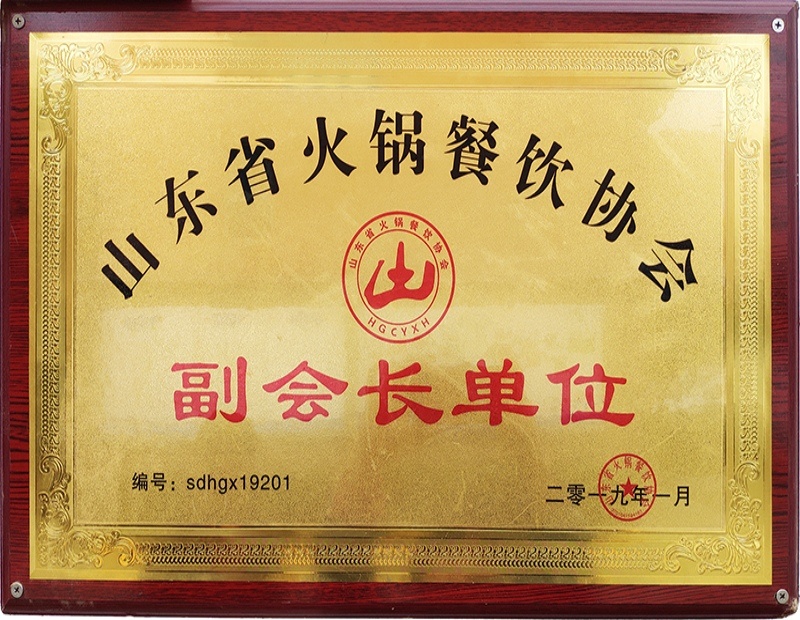 山东省火锅餐饮协会
山东省火锅餐饮协会
HGCYXH
副会长单位
编号：sdhgx19201
二零一九年一月